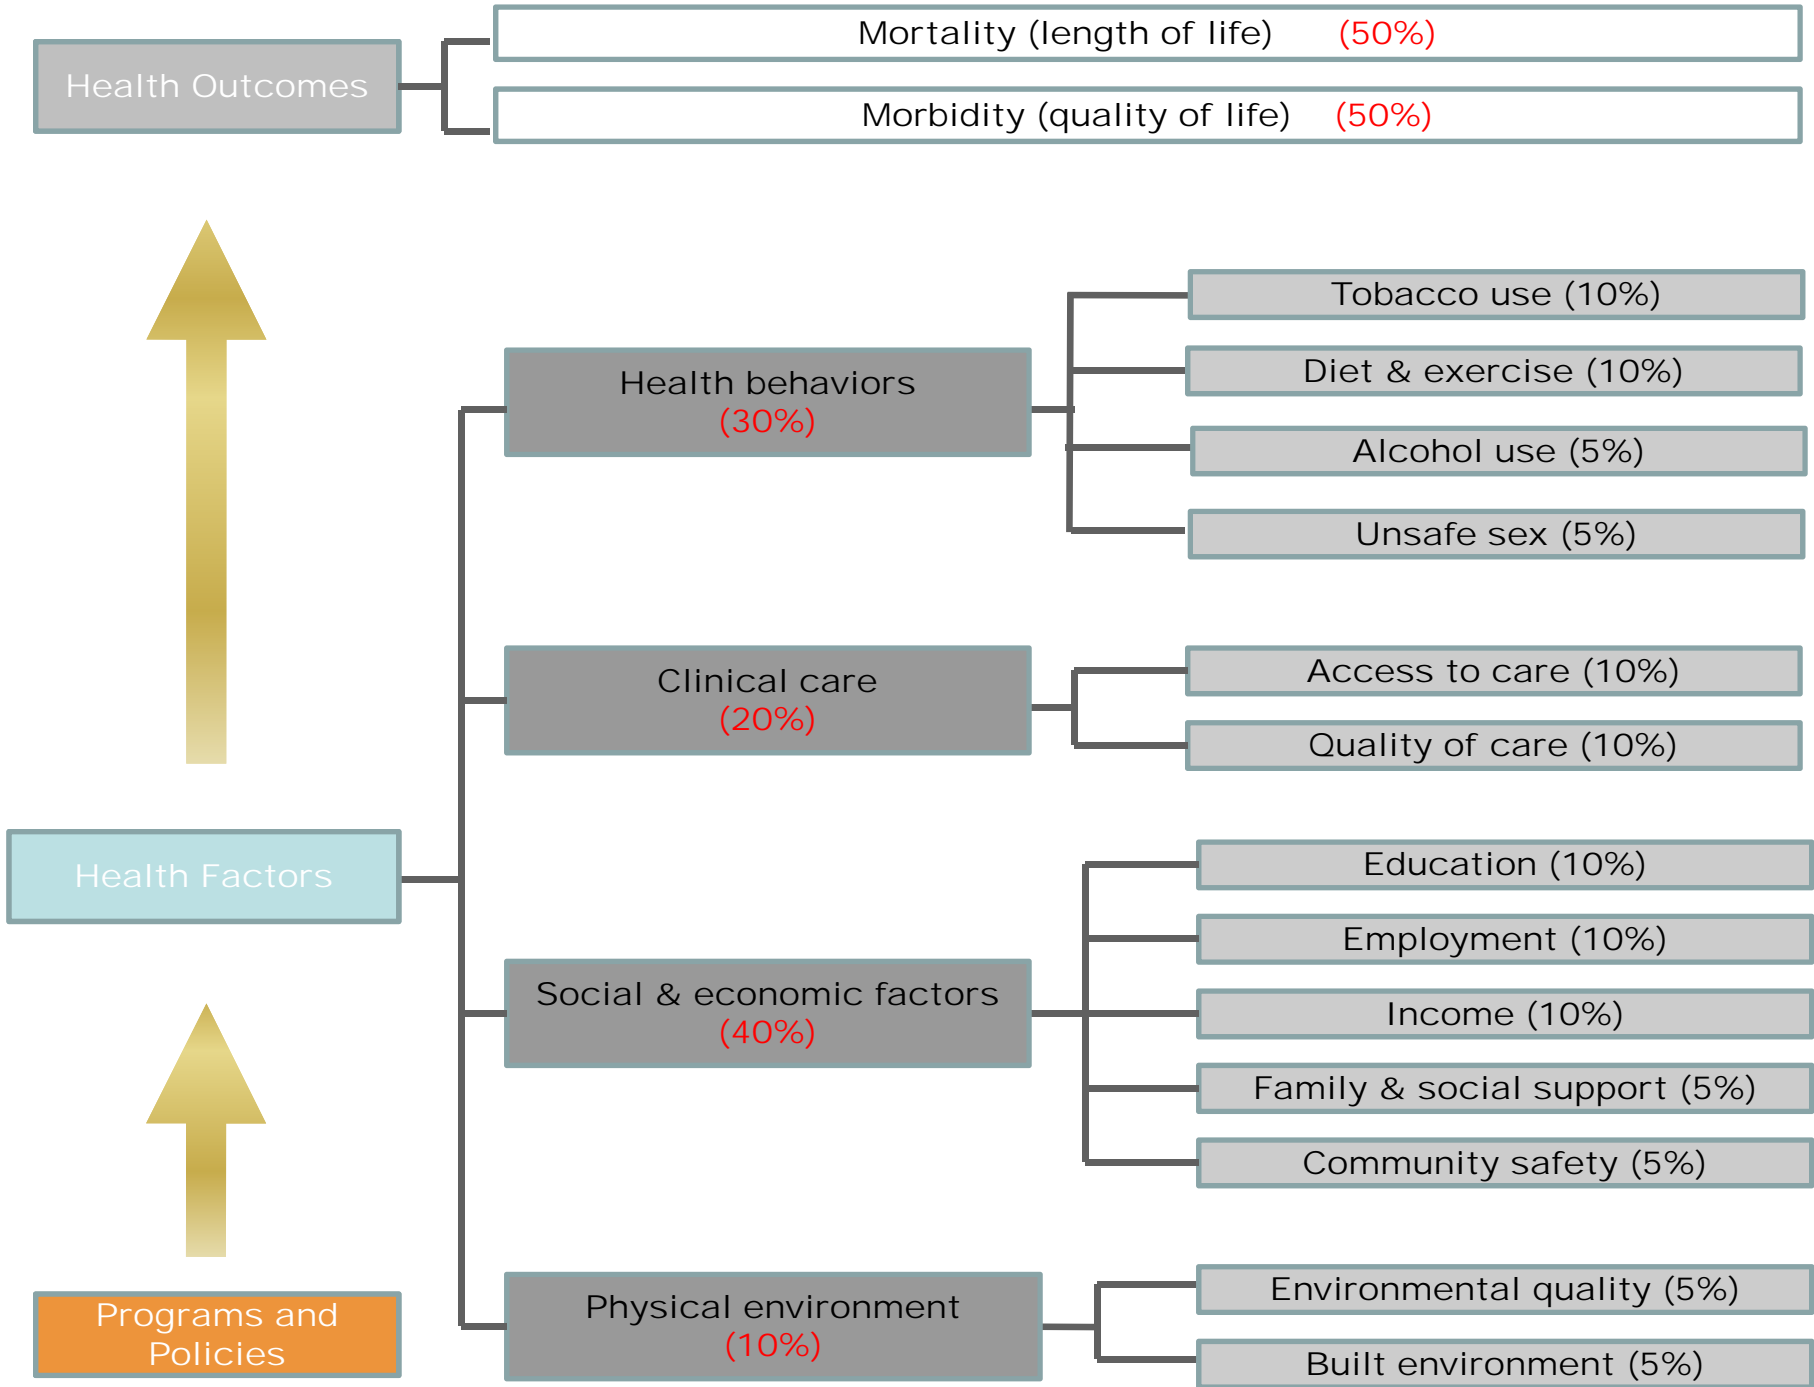 Health Outcomes
Mortality (length of life) (50%)
Morbidity (quality of life) (50%)
Health Factors
Health behaviors
(30%)
Tobacco use (10%)
Diet & exercise (10%)
Alcohol use (5%)
Unsafe sex (5%)
Clinical care
(20%)
Access to care (10%)
Quality of care (10%)
Social & economic factors
(40%)
Education (10%)
Employment (10%)
Income (10%)
Family & social support (5%)
Community safety (5%)
Physical environment
(10%)
Environmental quality (5%)
Built environment (5%)
Programs and
Policies